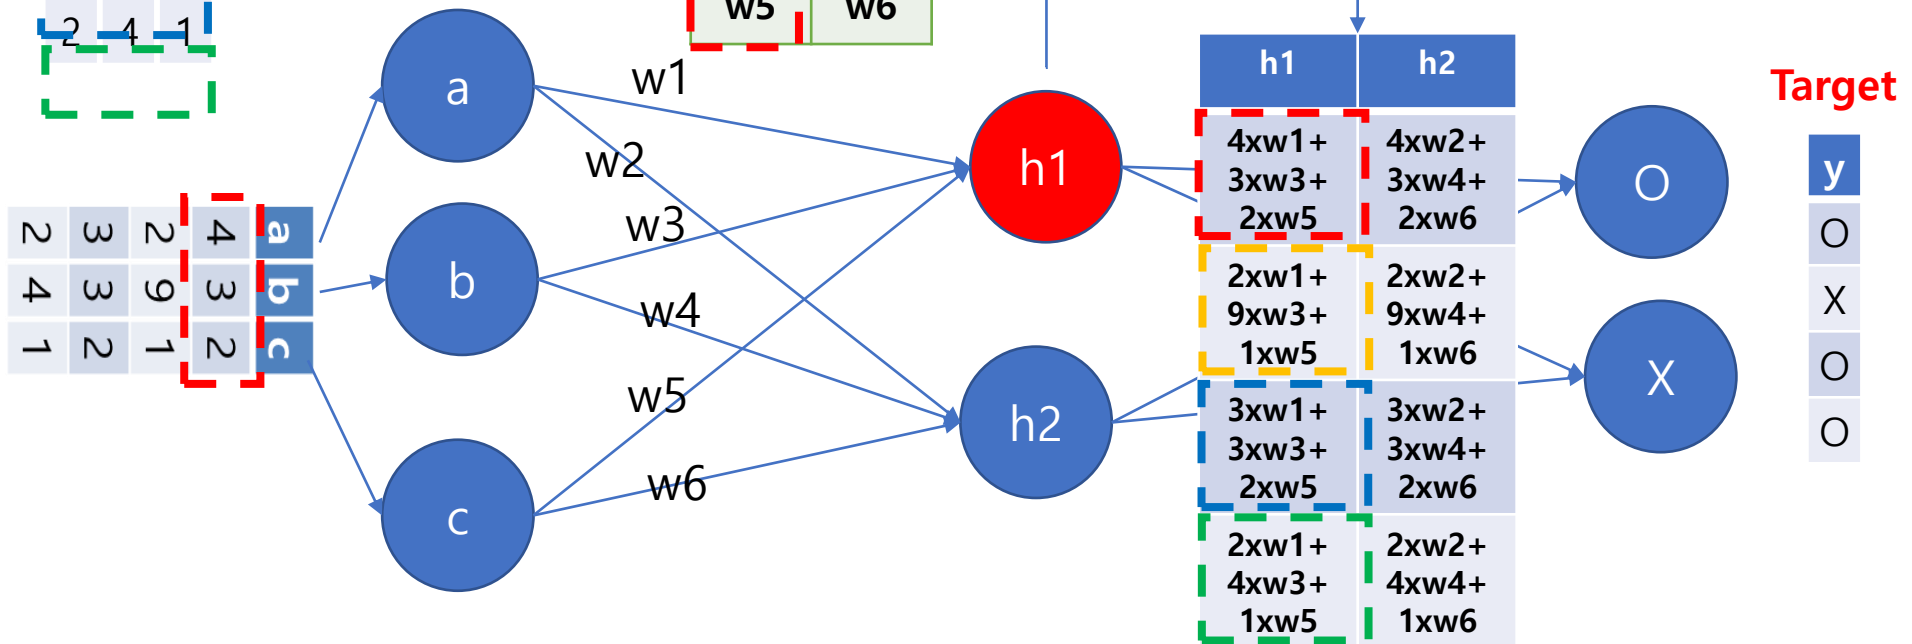 2 4 1
w5 w6
a
b
c
w1
w2
w3
w4
w5
w6
a 4 2 3 2
b 3 9 3 4
c 2 1 2 1
h1
h2
h1 h2
4xw1+ 4xw2+
3xw3+ 3xw4+
2xw5 2xw6
2xw1+ 2xw2+
9xw3+ 9xw4+
1xw5 1xw6
3xw1+ 3xw2+
3xw3+ 3xw4+
2xw5 2xw6
2xw1+ 2xw2+
4xw3+ 4xw4+
1xw5 1xw6
O
X
Target
y
O
X
O
O